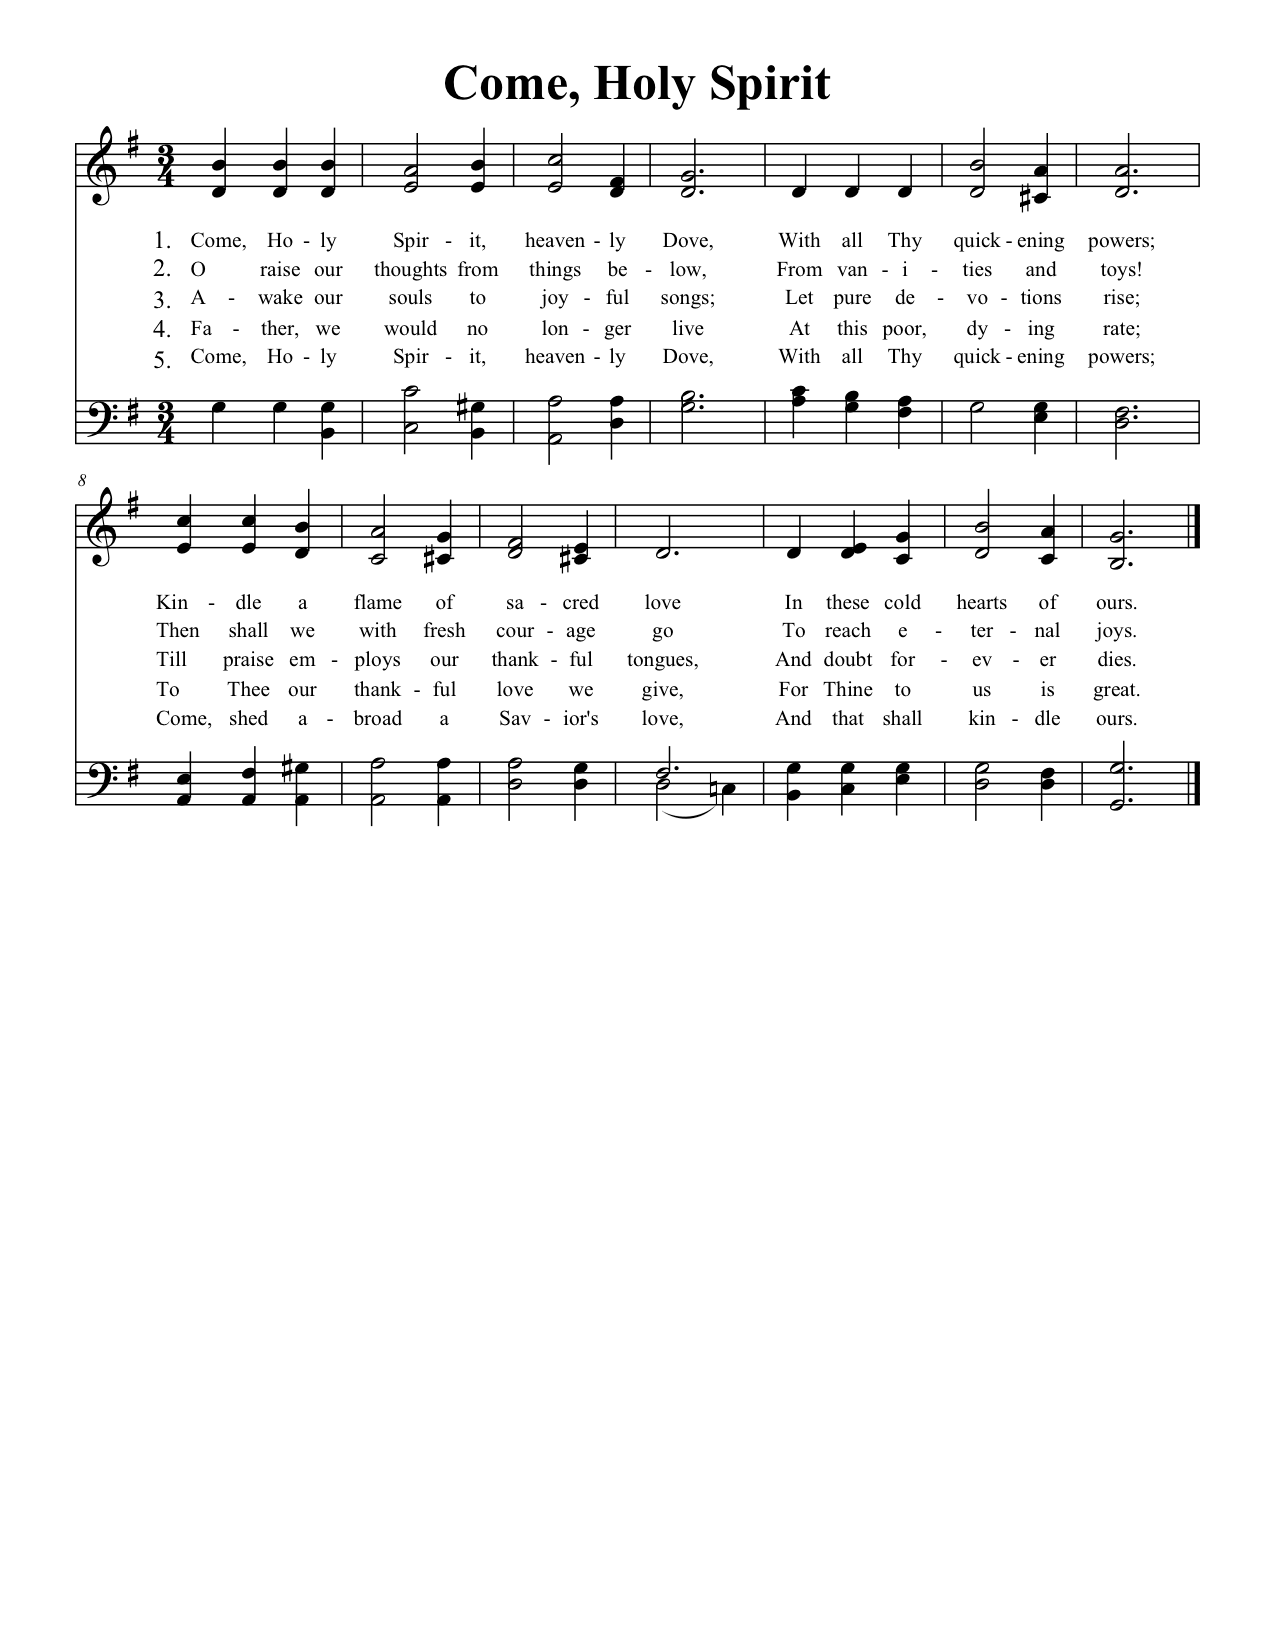 Come, Holy Spirit
3
4
1. Come, Ho - ly Spir - it, heaven - ly Dove, With all Thy quick - ening powers;
2. O raise our thoughts from things be - low, From van - i - ties and toys!
3. A - wake our souls to joy - ful songs; Let pure de - vo - tions rise;
4. Fa - ther, we would no lon - ger live At this poor, dy - ing rate;
5. Come, Ho - ly Spir - it, heaven - ly Dove, With all Thy quick - ening powers;
3
4
8
Kin - dle a flame of sa - cred love In these cold hearts of ours.
Then shall we with fresh cour - age go To reach e - ter - nal joys.
Till praise em - ploys our thank - ful tongues, And doubt for - ev - er dies.
To Thee our thank - ful love we give, For Thine to us is great.
Come, shed a - broad a Sav - ior's love, And that shall kin - dle ours.